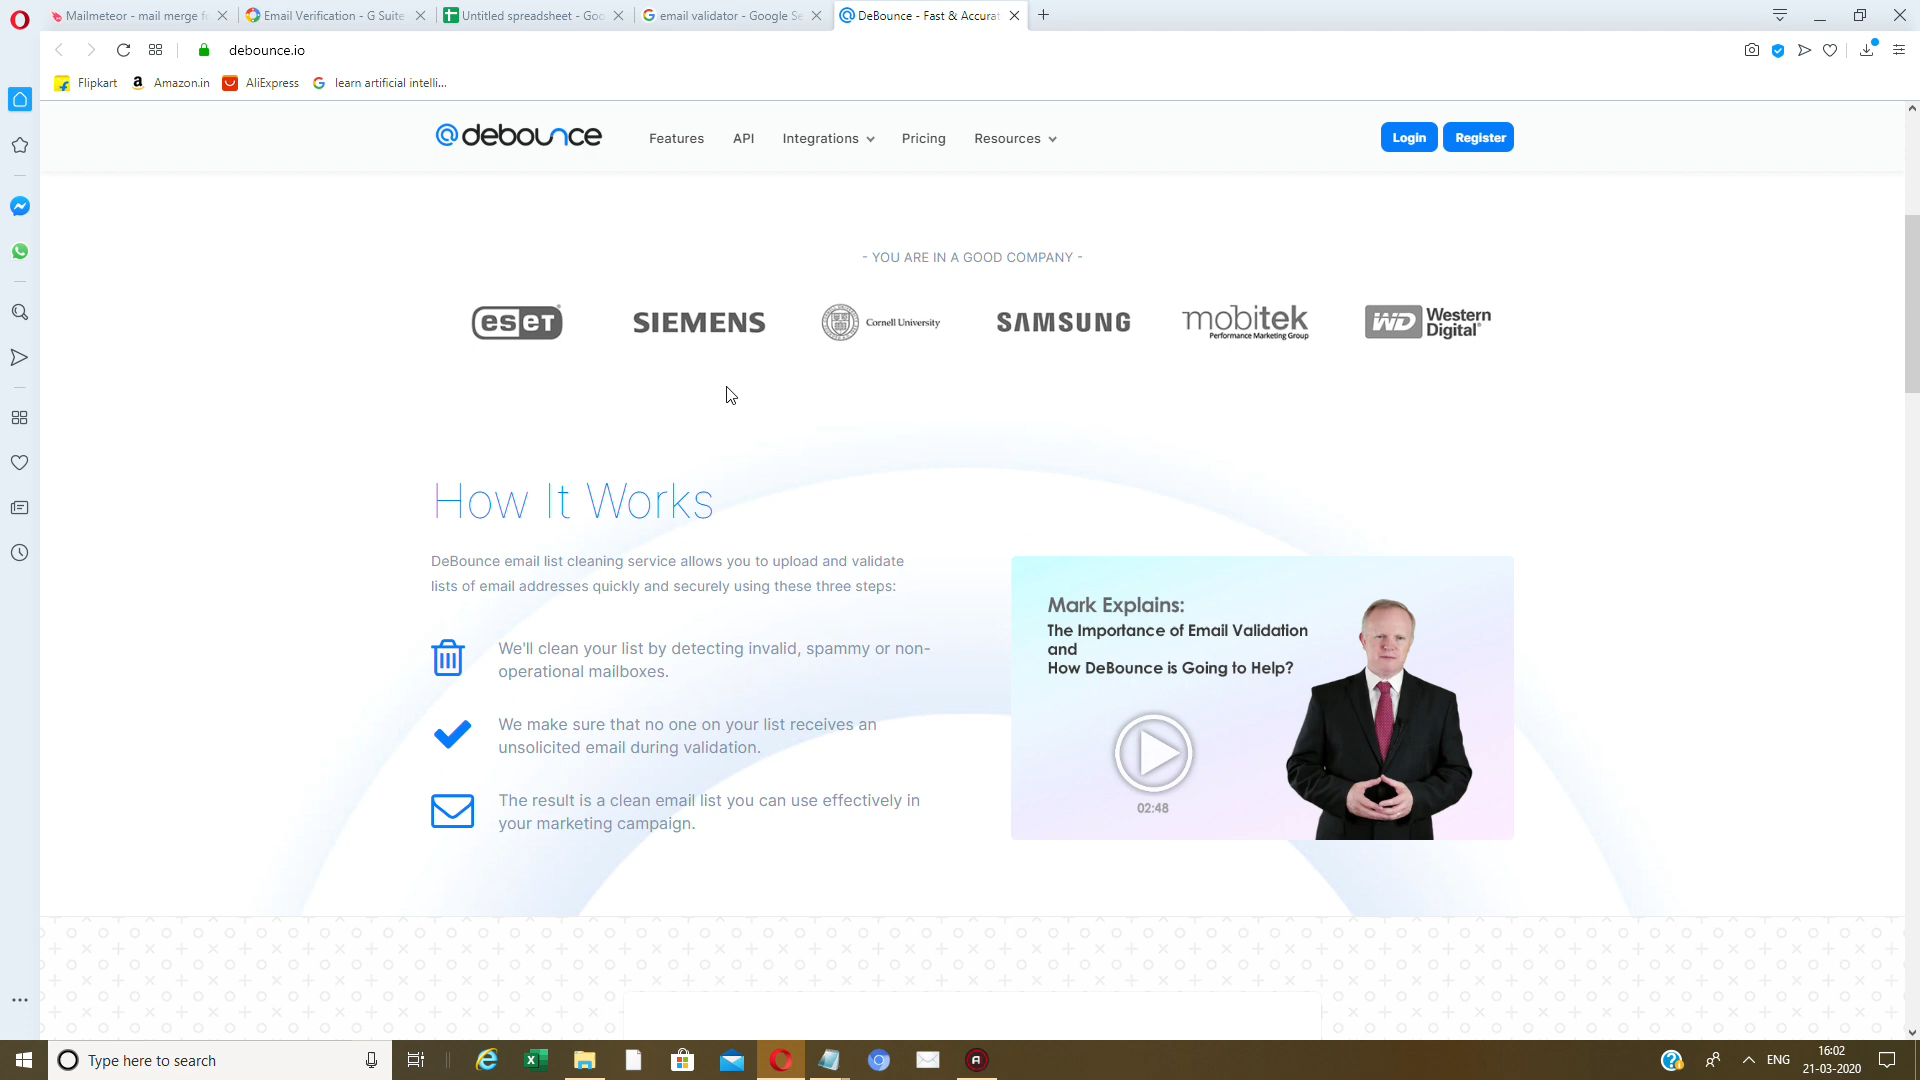 Mailmeteor - mail merge fo
Email Verification - G Suite
Untitled spreadsheet - Goo
email validator - Google Se
DeBounce - Fast & Accurat
debounce.io
Flipkart
Amazon.in
AliExpress
learn artificial intelli...
debounce
Features
API
Integrations
Pricing
Resources
Login
Register
- YOU ARE IN A GOOD COMPANY -
eseT
SIEMENS
Cornell University
SAMSUNG
mobitek
Performance Marketing Group
WD Western
Digital
How It Works
DeBounce email list cleaning service allows you to upload and validate
lists of email addresses quickly and securely using these three steps:
We'll clean your list by detecting invalid, spammy or non-
operational mailboxes.
We make sure that no one on your list receives an
unsolicited email during validation.
The result is a clean email list you can use effectively in
your marketing campaign.
Mark Explains:
The Importance of Email Validation
and
How DeBounce is Going to Help?
02:48
Type here to search
ENG
16:02
21-03-2020